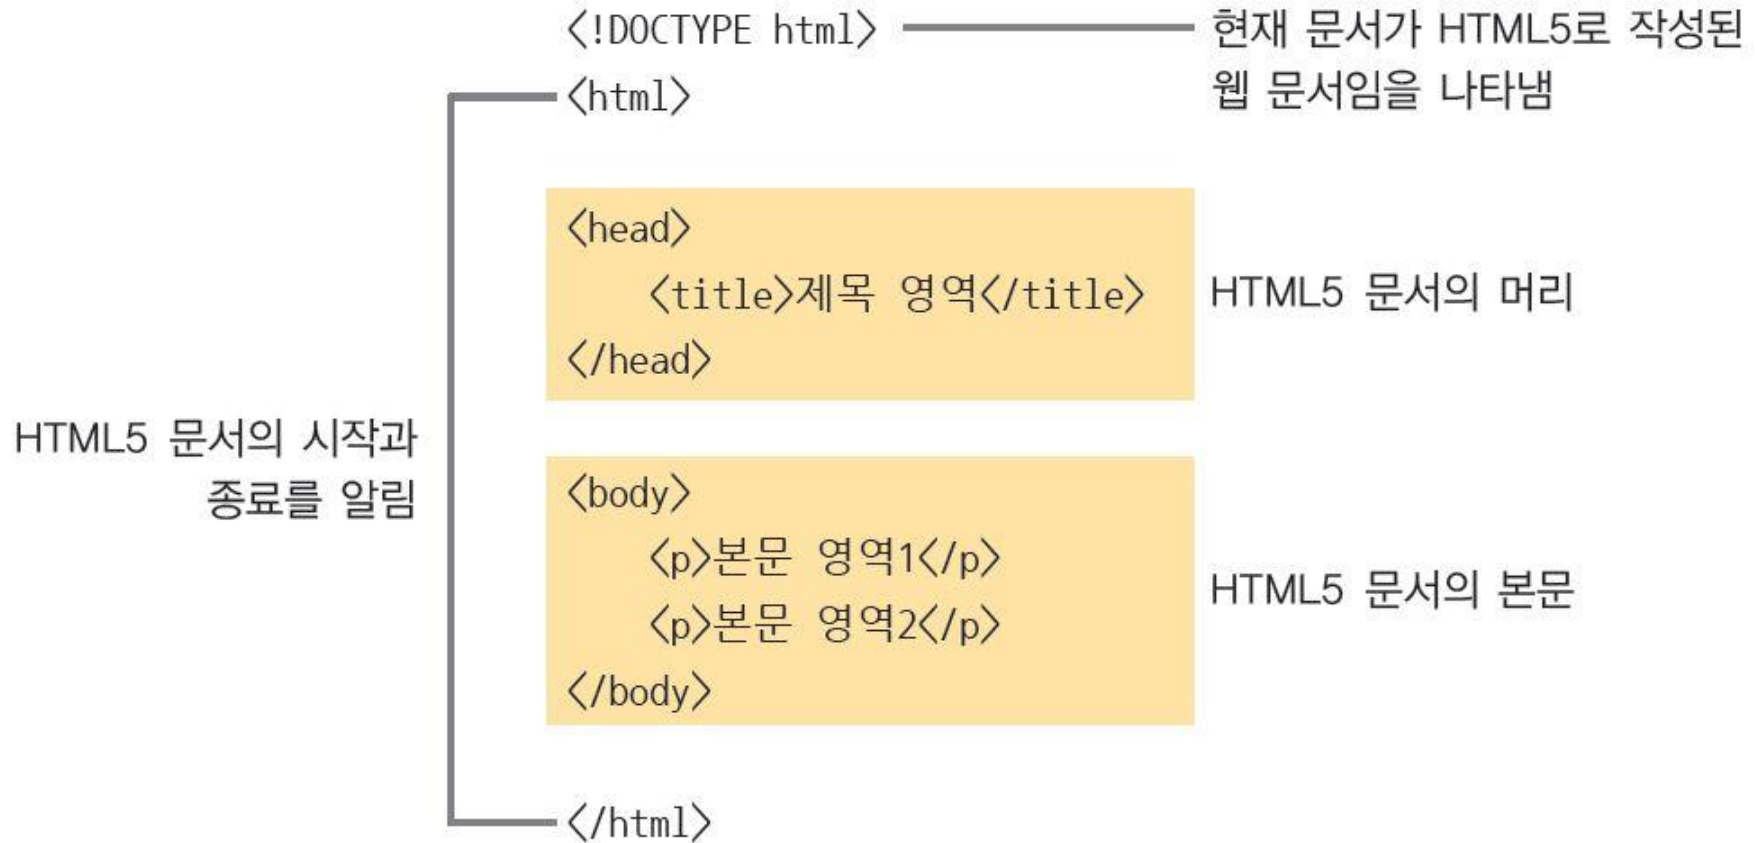 <!DOCTYPE html>
현재 문서가 HTML5로 작성된
웹 문서임을 나타냄
<html>
<head>
<title>제목 영역</title>
</head>
HTML5 문서의 머리
HTML5 문서의 시작과
종료를 알림
<body>
<p>본문 영역1</p>
<p>본문 영역2</p>
</body>
HTML5 문서의 본문
</html>